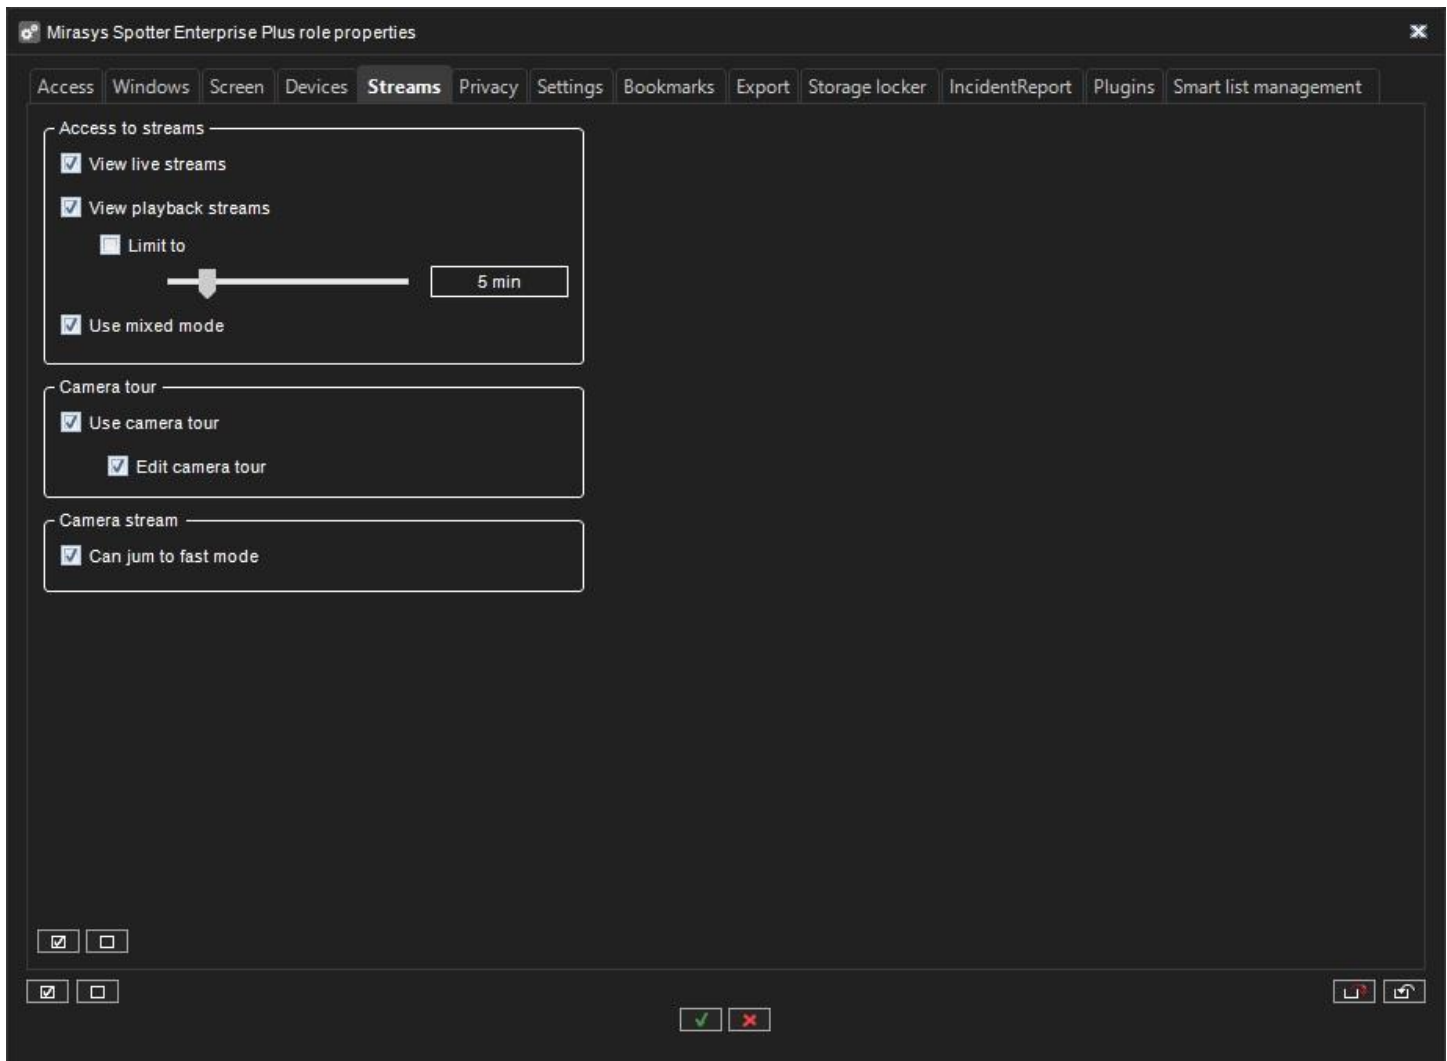 Mirasys Spotter Enterprise Plus role properties
Access Windows Screen Devices Streams Privacy Settings Bookmarks Export Storage locker IncidentReport Plugins Smart list management
Access to streams
View live streams
View playback streams
Limit to
5 min
Use mixed mode
Camera tour
Use camera tour
Edit camera tour
Camera stream
Can jum to fast mode